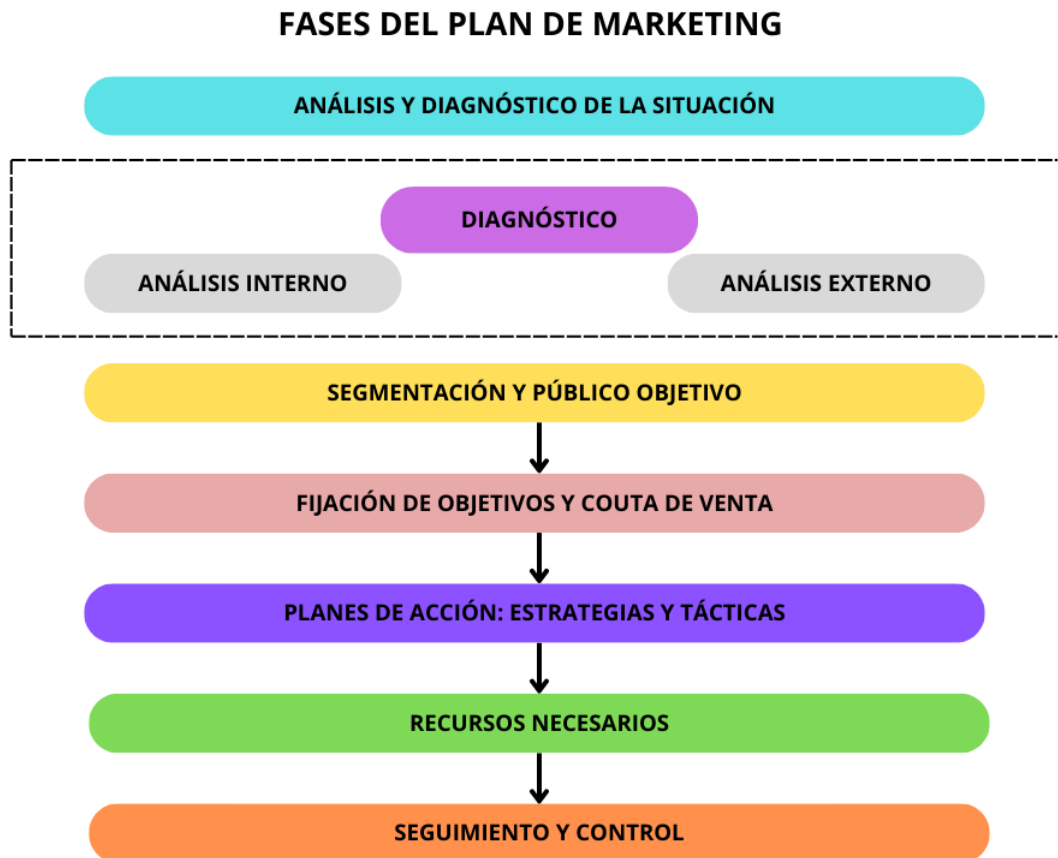 FASES DEL PLAN DE MARKETING
ANÁLISIS Y DIAGNÓSTICO DE LA SITUACIÓN
DIAGNÓSTICO
ANÁLISIS INTERNO
ANÁLISIS EXTERNO
SEGMENTACIÓN Y PÚBLICO OBJETIVO
FIJACIÓN DE OBJETIVOS Y COUTA DE VENTA
PLANES DE ACCIÓN: ESTRATEGIAS Y TÁCTICAS
RECURSOS NECESARIOS
SEGUIMIENTO Y CONTROL